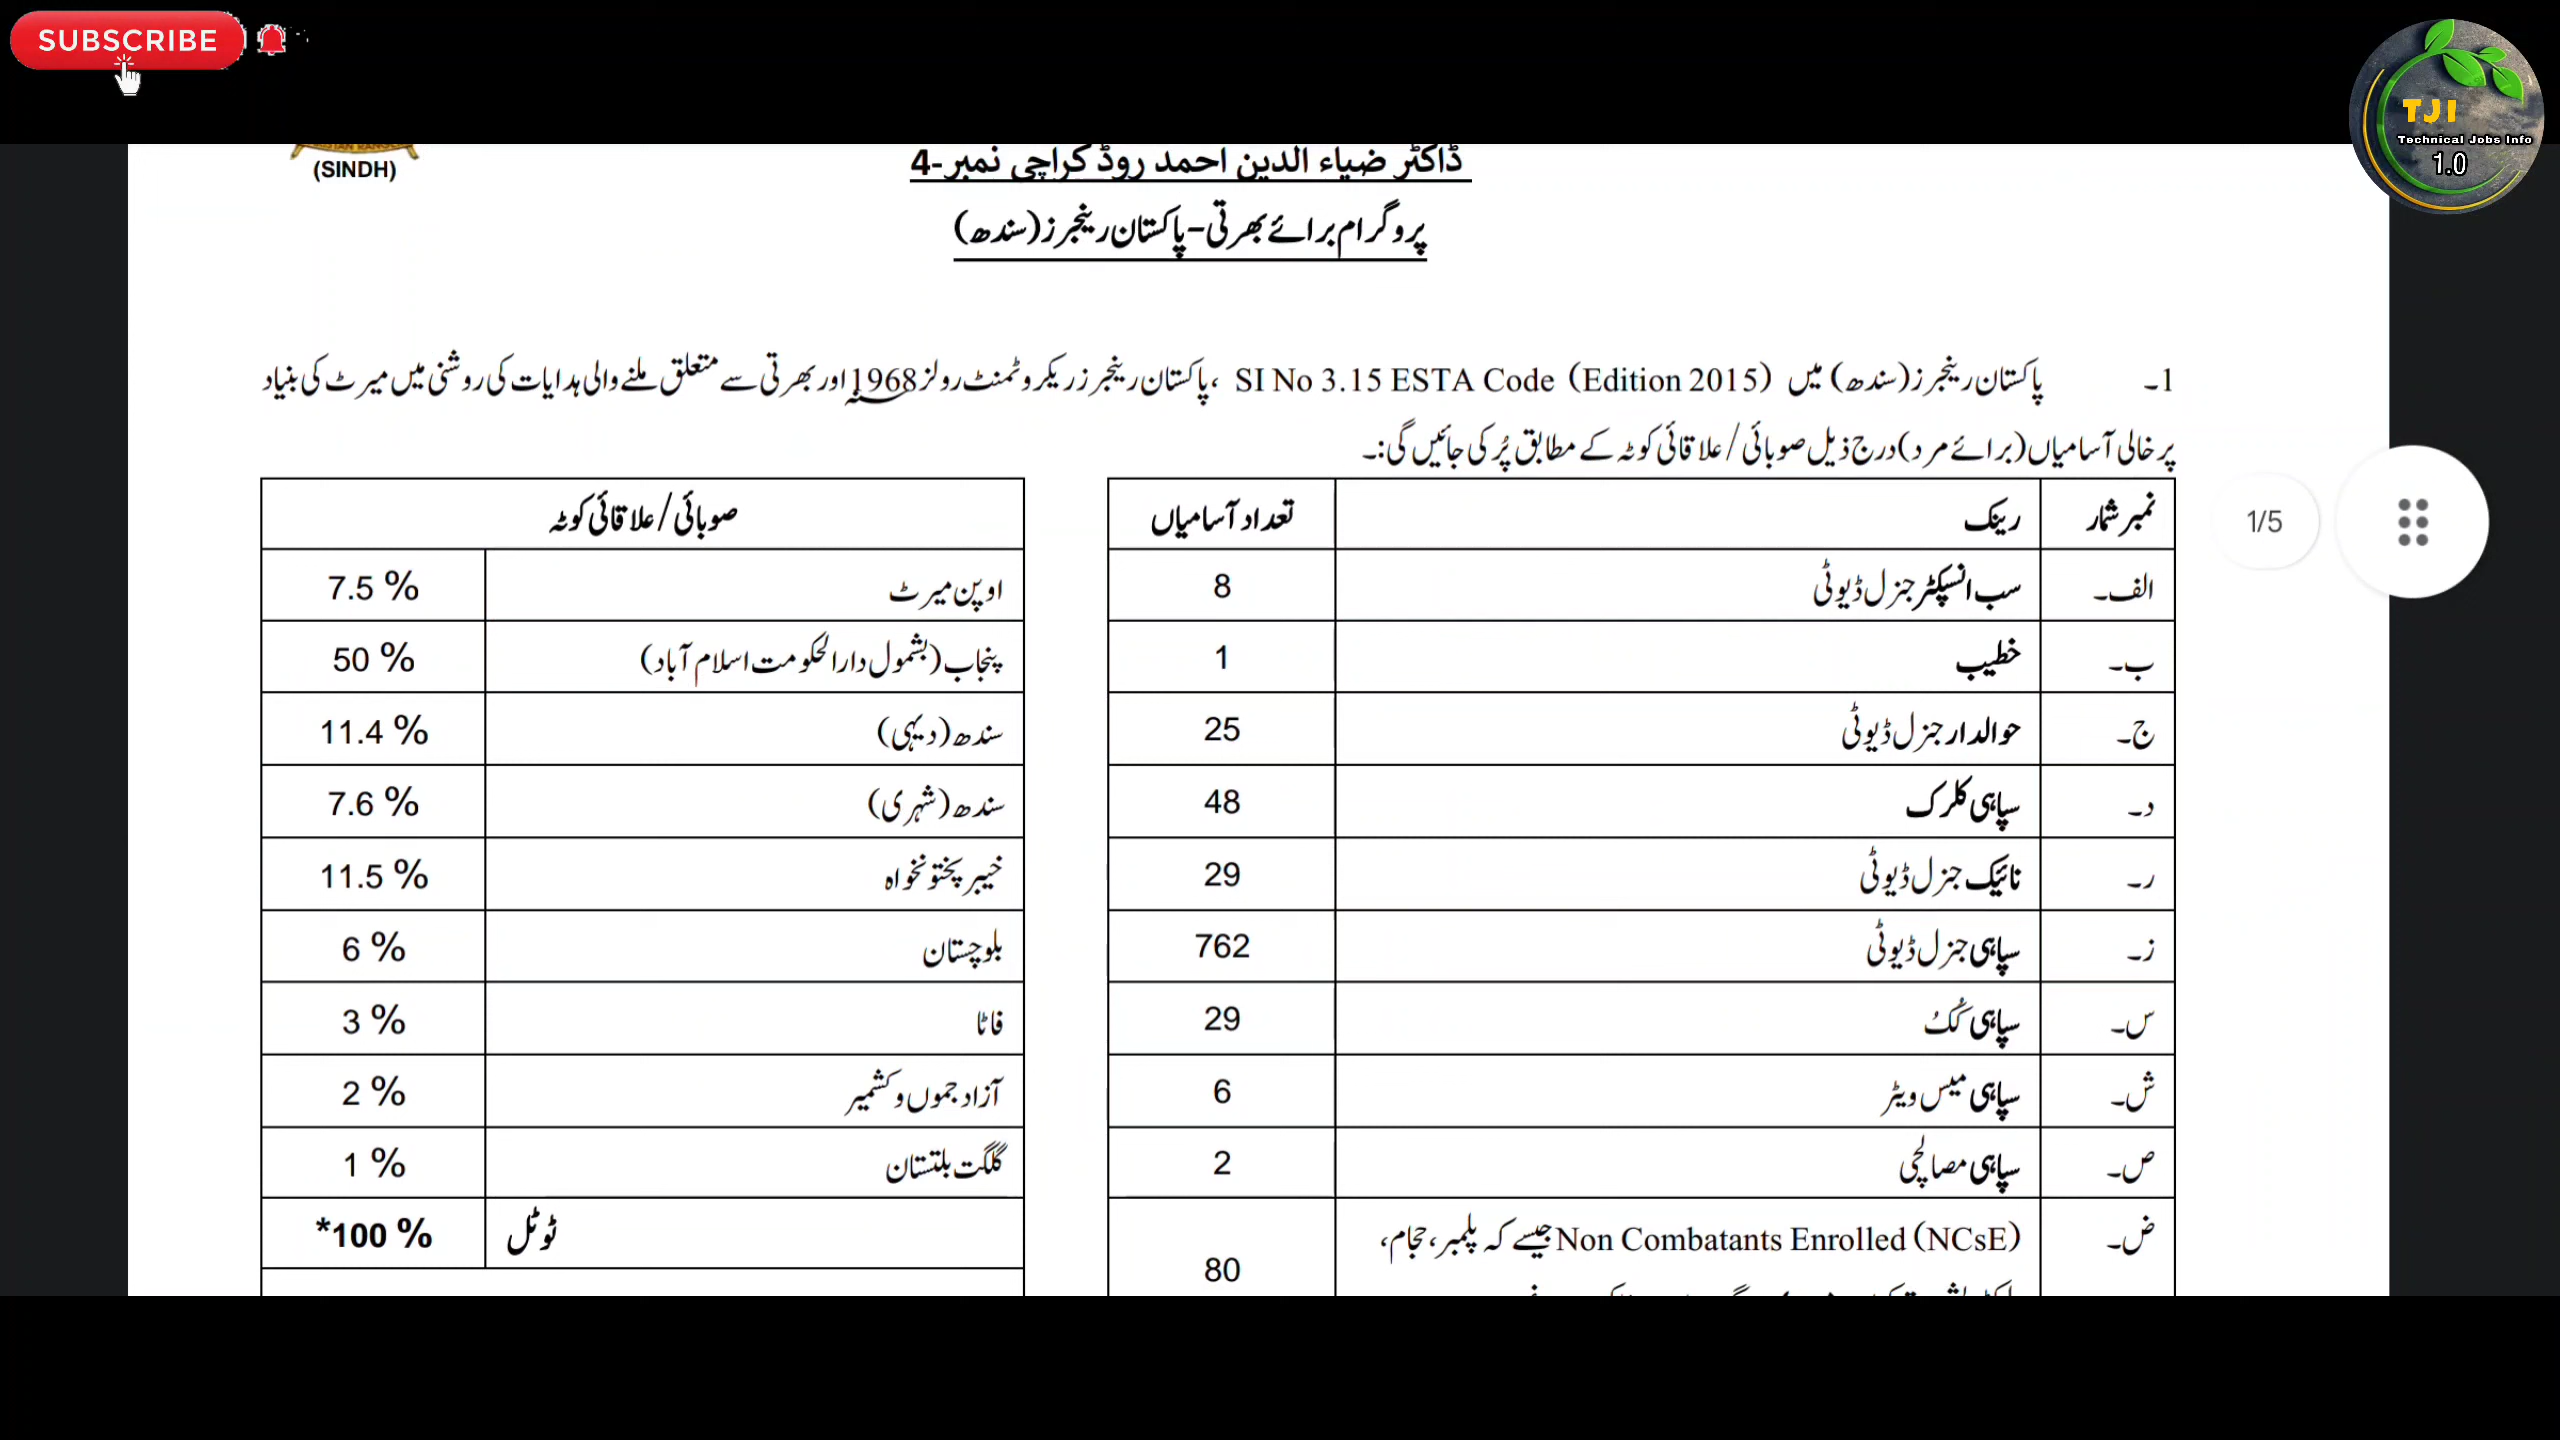 SUBSCRIBE
TJI
Technical Jobs Info
1.0
(SINDH)
ڈاکٹر ضیاء الدین احمد روڈ کراچی نمبر-4
پروگرام برائے بھرتی-پاکستان رینجرز (سندھ)
1۔ پاکستان رینجرز (سندھ) میں SI No 3.15 ESTA Code (Edition 2015) ، پاکستان رینجرز ریکروٹمنٹ رولز 1968 اور بھرتی سے متعلق ملنے والی ہدایات کی روشنی میں میرٹ کی بنیاد
پر خالی آسامیاں (برائے مرد) درج ذیل صوبائی / علاقائی کوٹہ کے مطابق پُر کی جائیں گی:۔
نمبر شمار رینک تعداد آسامیاں
الف۔ سب انسپکٹر جنرل ڈیوٹی 8
ب۔ خطیب 1
ج۔ حوالدار جنرل ڈیوٹی 25
د۔ سپاہی کلرک 48
ر۔ نائیک جنرل ڈیوٹی 29
ز۔ سپاہی جنرل ڈیوٹی 762
س۔ سپاہی کُک 29
ش۔ سپاہی میس ویٹر 6
ص۔ سپاہی مصالچی 2
ض۔ Non Combatants Enrolled (NCsE) جیسے کہ پلمبر، حجام، 80
صوبائی / علاقائی کوٹہ
اوپن میرٹ 7.5 %
پنجاب (بشمول دارالحکومت اسلام آباد) 50 %
سندھ (دیہی) 11.4 %
سندھ (شہری) 7.6 %
خیبر پختونخواہ 11.5 %
بلوچستان 6 %
فاٹا 3 %
آزاد جموں و کشمیر 2 %
گلگت بلتستان 1 %
ٹوٹل *100 %
1/5